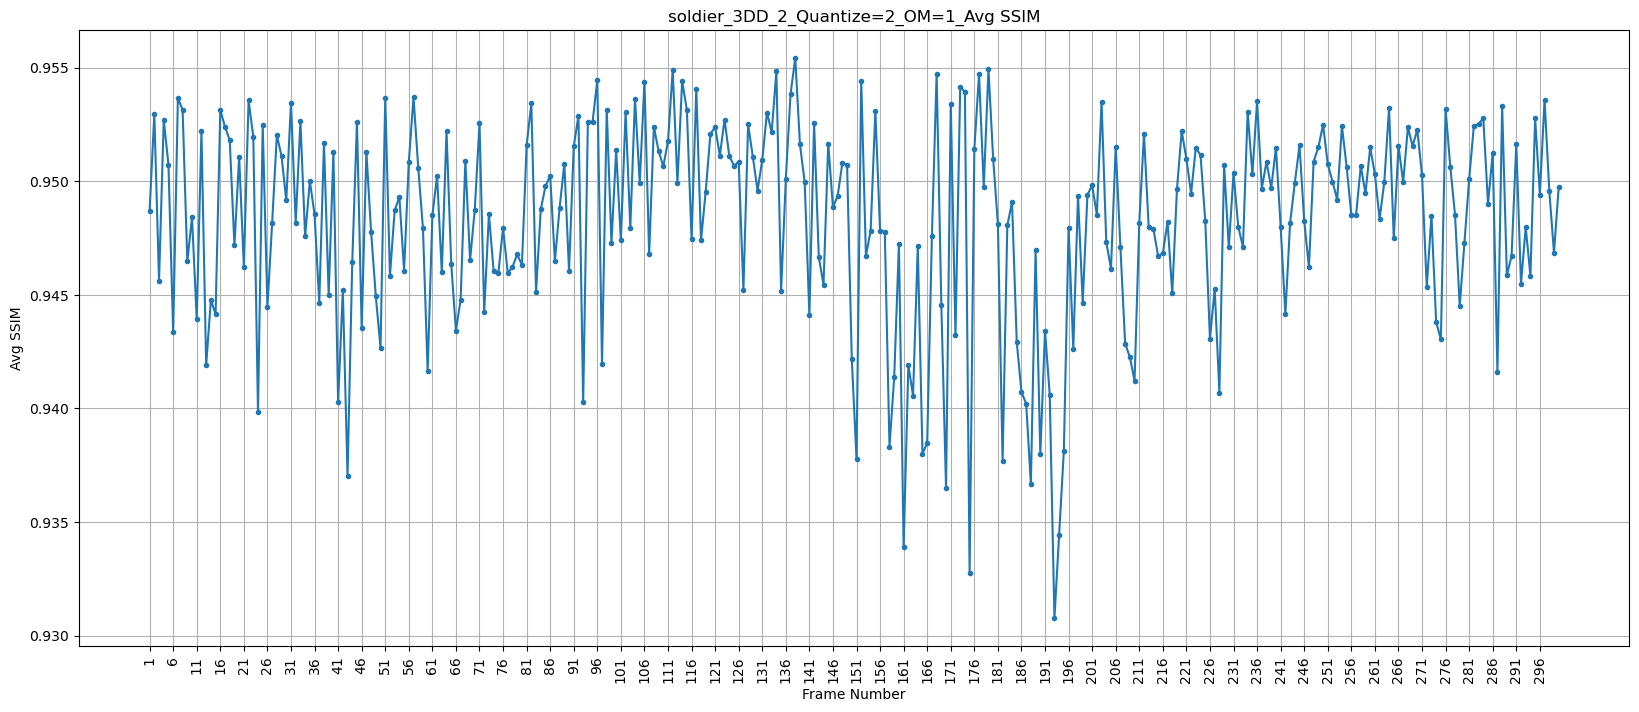 soldier_3DD_2_Quantize=2_OM=1_Avg SSIM
Avg SSIM
0.955
0.950
0.945
0.940
0.935
0.930
1 6 11 16 21 26 31 36 41 46 51 56 61 66 71 76 81 86 91 96 101 106 111 116 121 126 131 136 141 146 151 156 161 166 171 176 181 186 191 196 201 206 211 216 221 226 231 236 241 246 251 256 261 266 271 276 281 286 291 296
Frame Number